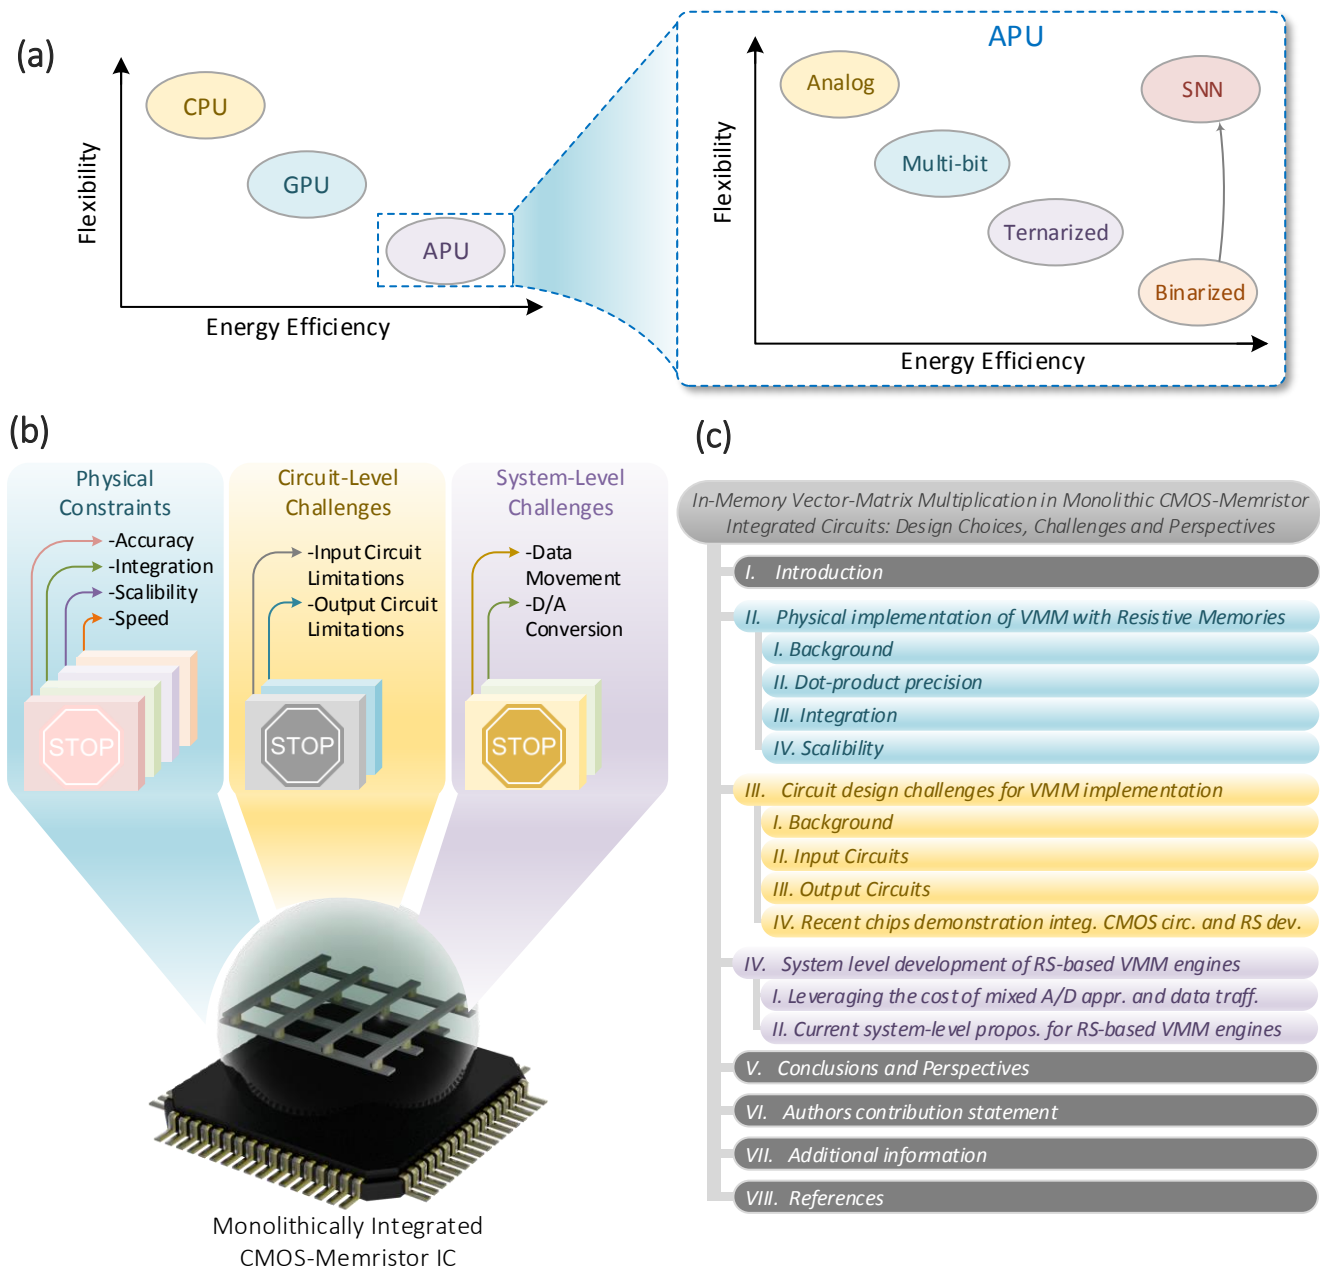 (a)
Flexibility
CPU
GPU
APU
Energy Efficiency
APU
Flexibility
Analog
Multi-bit
Ternarized
SNN
Binarized
Energy Efficiency
(b)
Physical
Constraints
-Accuracy
-Integration
-Scalibility
-Speed
STOP
Circuit-Level
Challenges
-Input Circuit
Limitations
-Output Circuit
Limitations
STOP
System-Level
Challenges
-Data
Movement
-D/A
Conversion
STOP
Monolithically Integrated
CMOS-Memristor IC
(c)
In-Memory Vector-Matrix Multiplication in Monolithic CMOS-Memristor
Integrated Circuits: Design Choices, Challenges and Perspectives
I. Introduction
II. Physical implementation of VMM with Resistive Memories
I. Background
II. Dot-product precision
III. Integration
IV. Scalibility
III. Circuit design challenges for VMM implementation
I. Background
II. Input Circuits
III. Output Circuits
IV. Recent chips demonstration integ. CMOS circ. and RS dev.
IV. System level development of RS-based VMM engines
I. Leveraging the cost of mixed A/D appr. and data traff.
II. Current system-level propos. for RS-based VMM engines
V. Conclusions and Perspectives
VI. Authors contribution statement
VII. Additional information
VIII. References